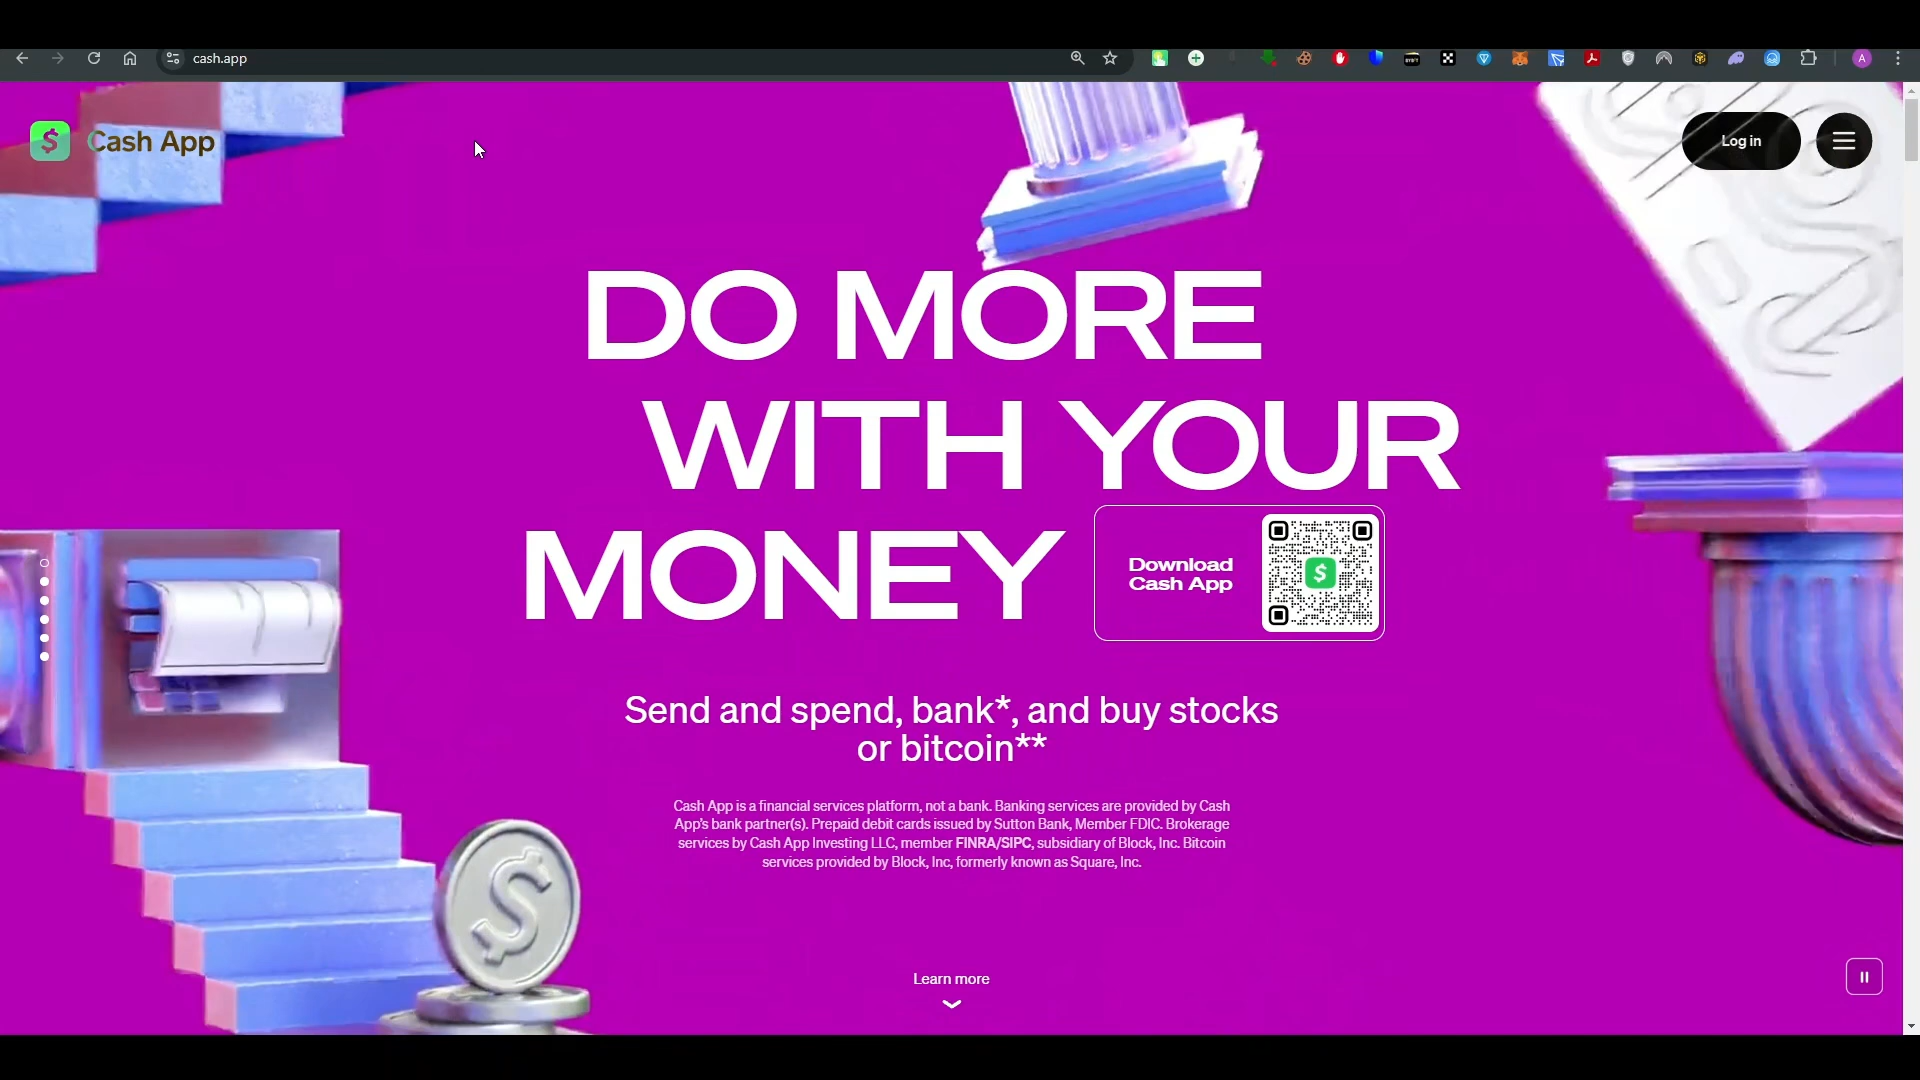 cash.app
Cash App
Log in
DO MORE
WITH YOUR
MONEY
Download
Cash App
Send and spend, bank*, and buy stocks
or bitcoin**
Cash App is a financial services platform, not a bank. Banking services are provided by Cash
App's bank partner(s). Prepaid debit cards issued by Sutton Bank, Member FDIC. Brokerage
services by Cash App Investing LLC, member FINRA/SIPC, subsidiary of Block, Inc. Bitcoin
services provided by Block, Inc, formerly known as Square, Inc.
Learn more